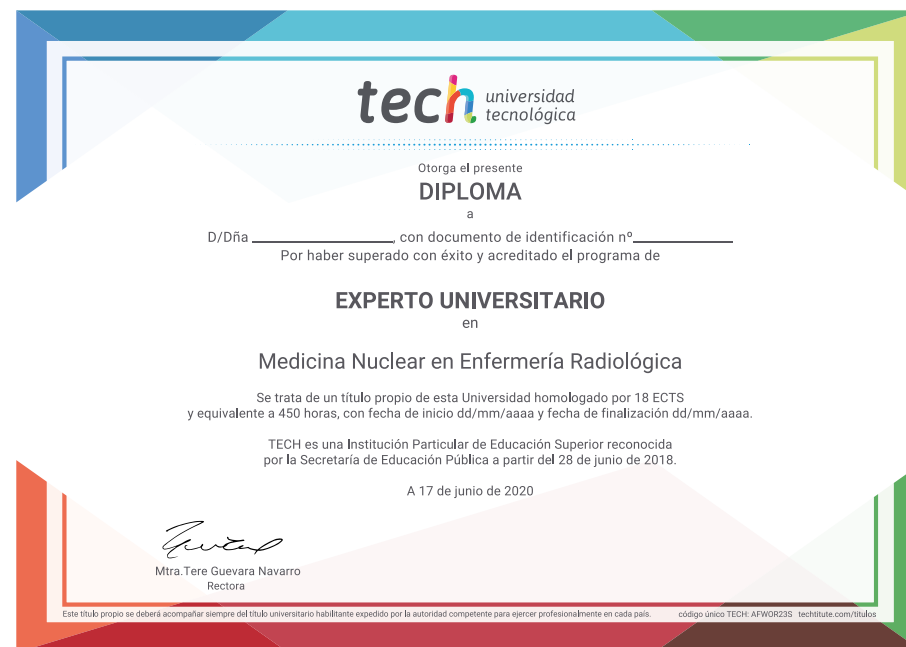 tech universidad
tecnológica
Otorga el presente
DIPLOMA
a
D/Dña ____________________, con documento de identificación nº______________
Por haber superado con éxito y acreditado el programa de
EXPERTO UNIVERSITARIO
en
Medicina Nuclear en Enfermería Radiológica
Se trata de un título propio de esta Universidad homologado por 18 ECTS
y equivalente a 450 horas, con fecha de inicio dd/mm/aaaa y fecha de finalización dd/mm/aaaa.
TECH es una Institución Particular de Educación Superior reconocida
por la Secretaría de Educación Pública a partir del 28 de junio de 2018.
A 17 de junio de 2020
Mtra.Tere Guevara Navarro
Rectora
Este título propio se deberá acompañar siempre del título universitario habilitante expedido por la autoridad competente para ejercer profesionalmente en cada país. código único TECH: AFWOR23S techtitute.com/titulos